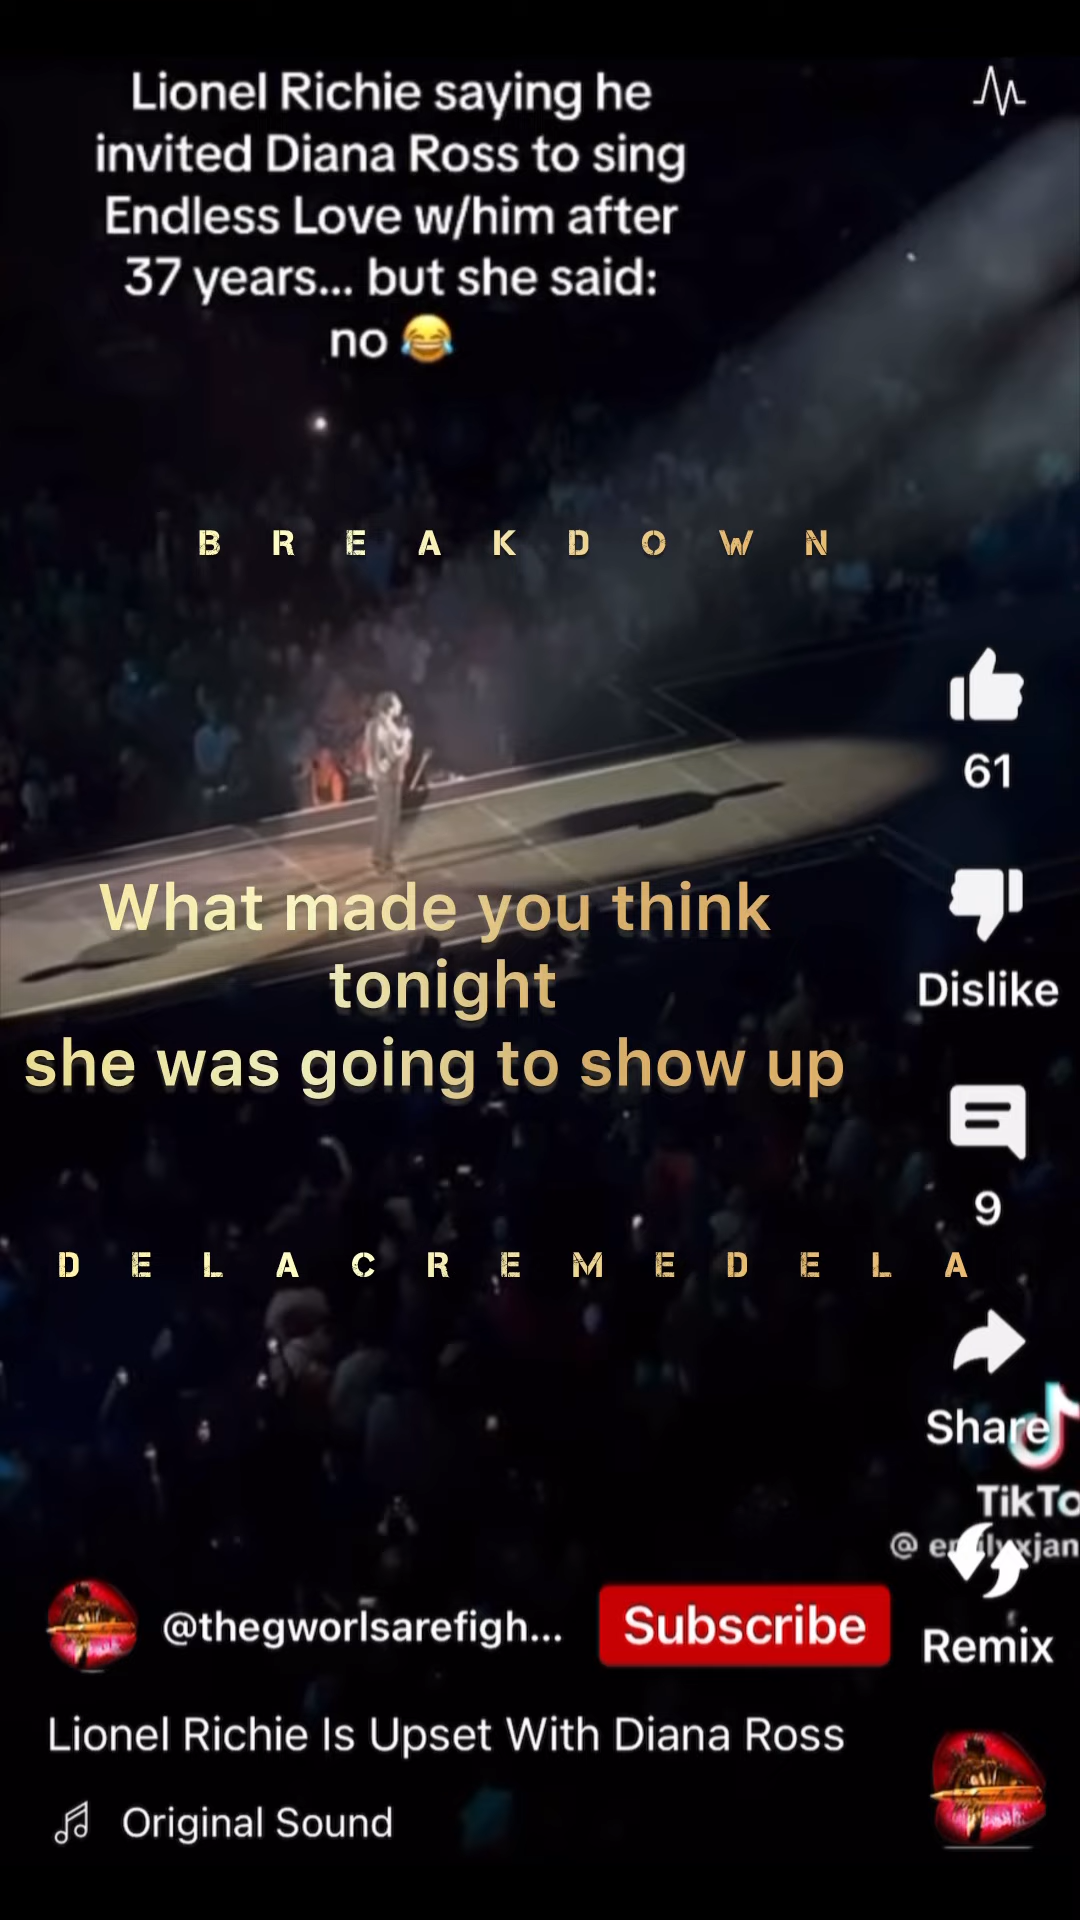 Lionel Richie saying he
invited Diana Ross to sing
Endless Love w/him after
37 years... but she said:
no 😂
B R E A K D O W N
61
What made you think
tonight
she was going to show up
Dislike
9
D E L A C R E M E D E L A
Share
TikTo
@thegworlsarefigh...
Subscribe
Remix
Lionel Richie Is Upset With Diana Ross
Original Sound